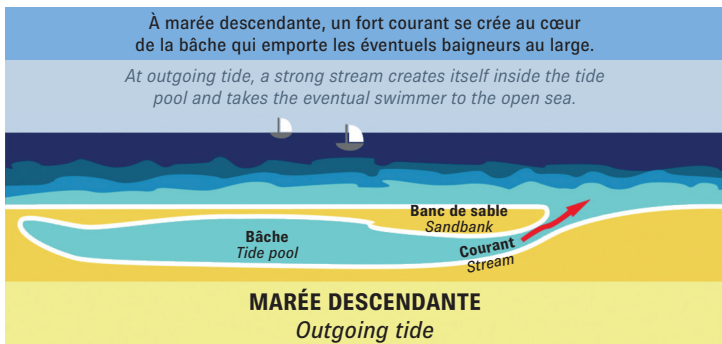 À marée descendante, un fort courant se crée au cœur
de la bâche qui emporte les éventuels baigneurs au large.
At outgoing tide, a strong stream creates itself inside the tide
pool and takes the eventual swimmer to the open sea.
Banc de sable
Sandbank
Bâche
Tide pool
Courant
Stream
MARÉE DESCENDANTE
Outgoing tide